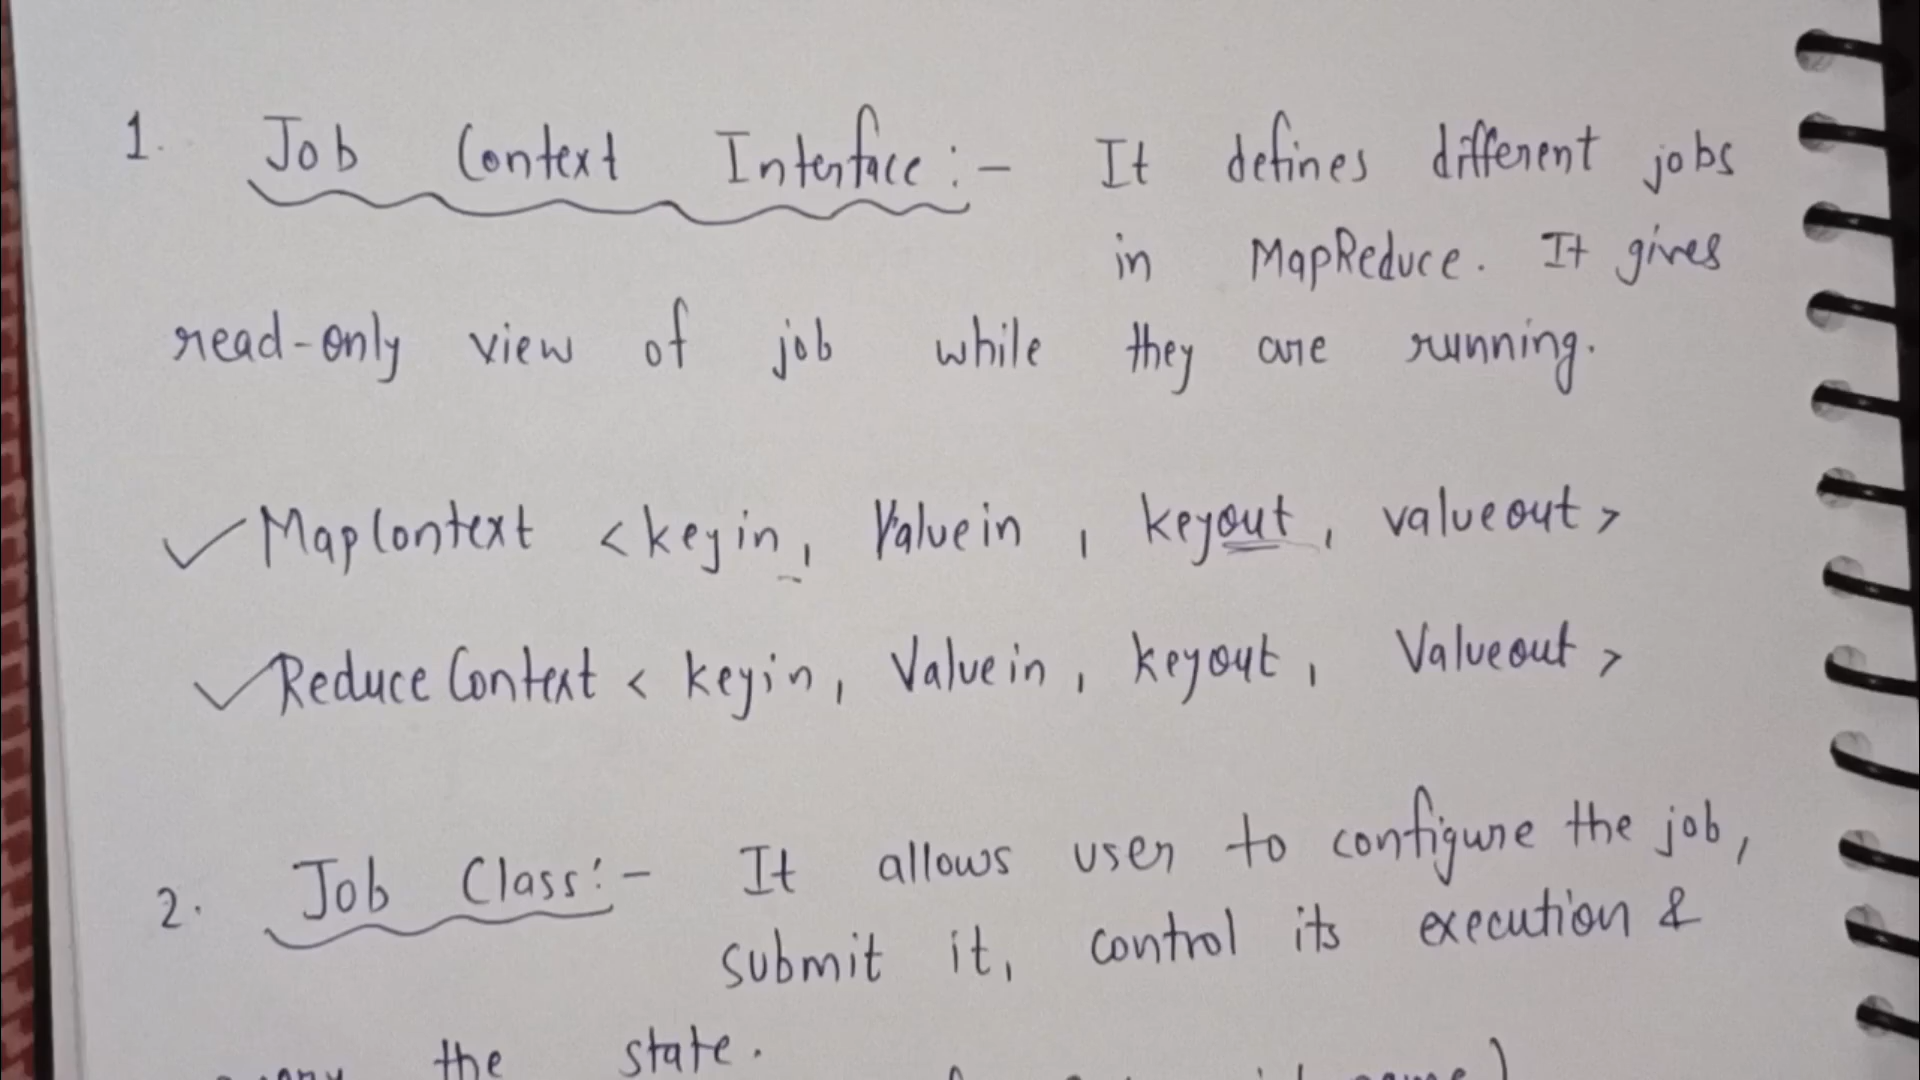 1. Job Context Interface:- It defines different jobs
in MapReduce. It gives
read-only view of job while they are running.
✓ MapContext <keyin, Valuein, keyout, valueout>
✓ ReduceContext <keyin, Valuein, keyout, Valueout>
2. Job Class:- It allows user to configure the job,
submit it, control its execution &
the state.